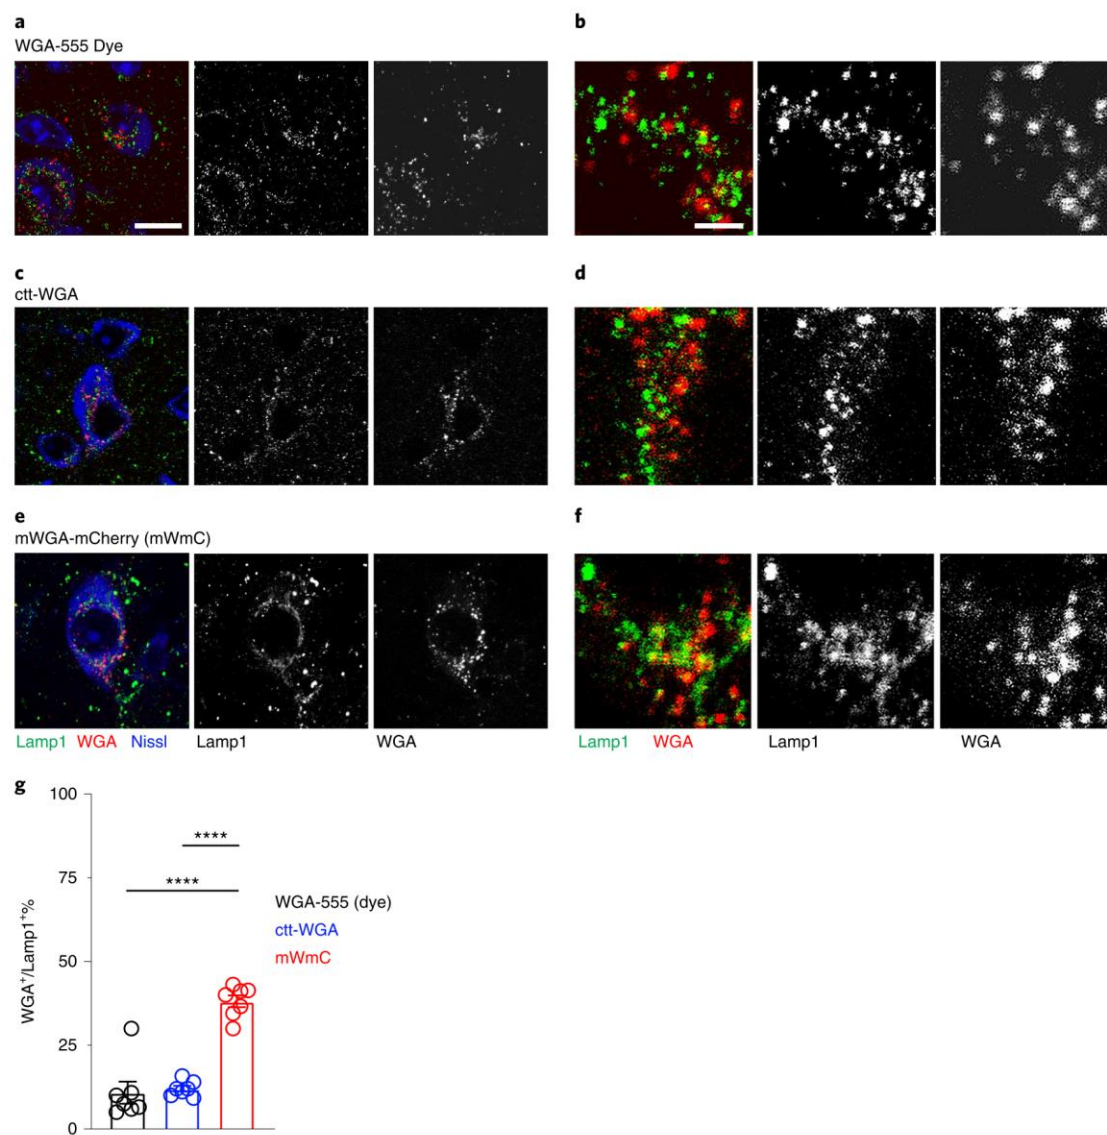 a
WGA-555 Dye
b
c
ctt-WGA
d
e
mWGA-mCherry (mWmC)
f
Lamp1 WGA Nissl Lamp1 WGA
Lamp1 WGA Lamp1 WGA
g
100
75
50
25
0
WGA⁺/Lamp1⁺%
****
****
WGA-555 (dye)
ctt-WGA
mWmC